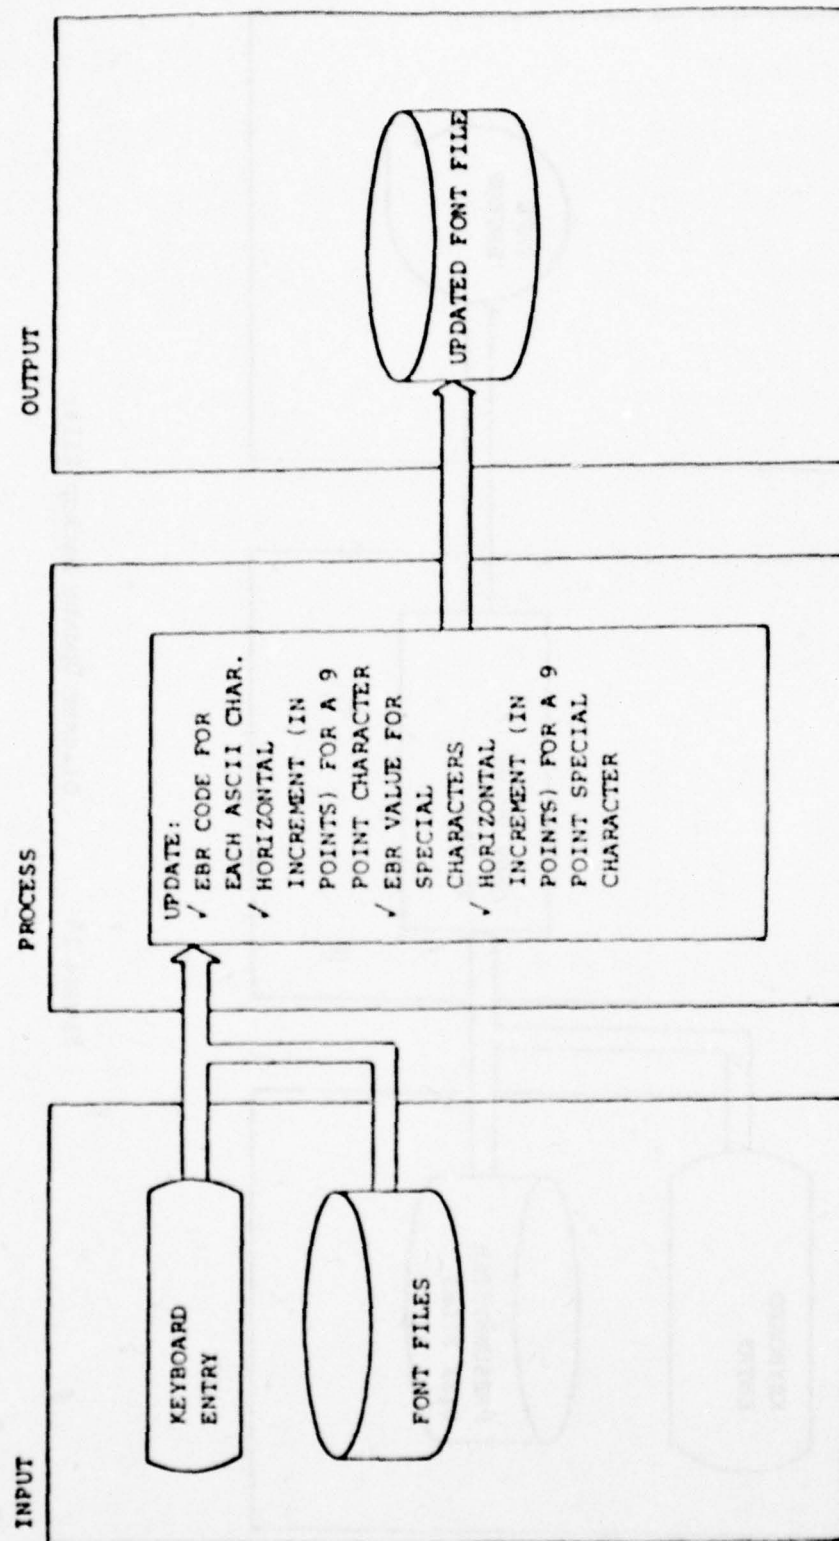 INPUT
KEYBOARD
ENTRY
FONT FILES
PROCESS
UPDATE:
✓ EBR CODE FOR
EACH ASCII CHAR.
✓ HORIZONTAL
INCREMENT (IN
POINTS) FOR A 9
POINT CHARACTER
✓ EBR VALUE FOR
SPECIAL
CHARACTERS
✓ HORIZONTAL
INCREMENT (IN
POINTS) FOR A 9
POINT SPECIAL
CHARACTER
OUTPUT
UPDATED FONT FILE